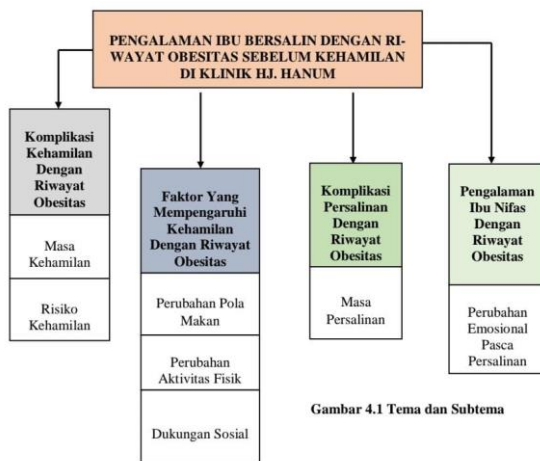 PENGALAMAN IBU BERSALIN DENGAN RI-
WAYAT OBESITAS SEBELUM KEHAMILAN
DI KLINIK HJ. HANUM
Komplikasi
Kehamilan
Dengan
Riwayat
Obesitas
Masa
Kehamilan
Risiko
Kehamilan
Faktor Yang
Mempengaruhi
Kehamilan
Dengan Riwayat
Obesitas
Perubahan Pola
Makan
Perubahan
Aktivitas Fisik
Dukungan Sosial
Komplikasi
Persalinan
Dengan
Riwayat
Obesitas
Masa
Persalinan
Pengalaman
Ibu Nifas
Dengan
Riwayat
Obesitas
Perubahan
Emosional
Pasca
Persalinan
Gambar 4.1 Tema dan Subtema